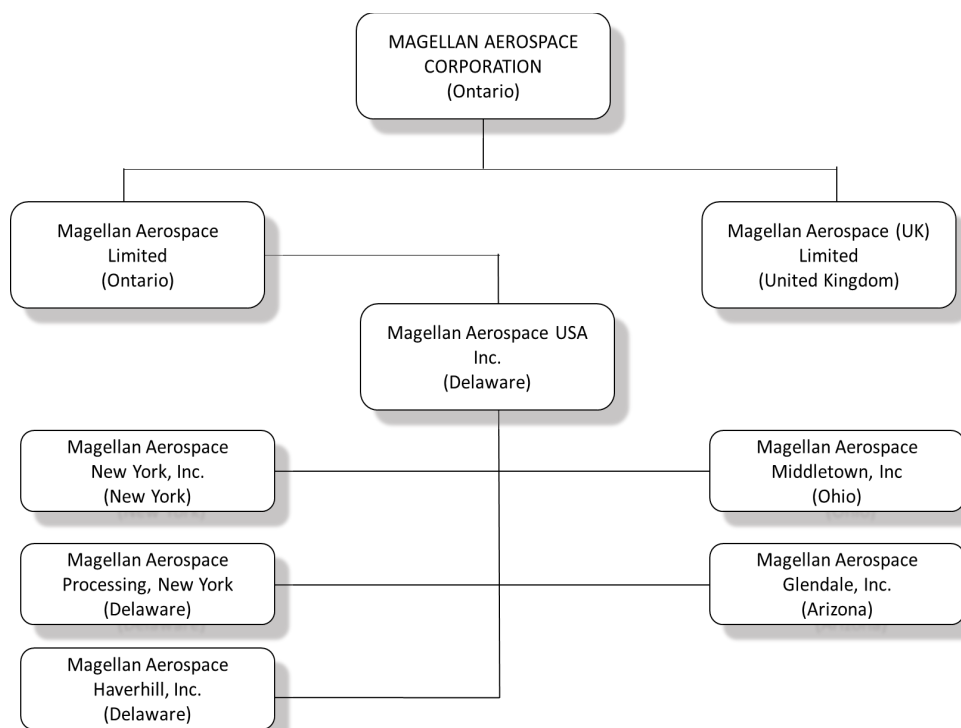 MAGELLAN AEROSPACE
CORPORATION
(Ontario)
Magellan Aerospace
Limited
(Ontario)
Magellan Aerospace (UK)
Limited
(United Kingdom)
Magellan Aerospace USA
Inc.
(Delaware)
Magellan Aerospace
New York, Inc.
(New York)
Magellan Aerospace
Middletown, Inc
(Ohio)
Magellan Aerospace
Processing, New York
(Delaware)
Magellan Aerospace
Glendale, Inc.
(Arizona)
Magellan Aerospace
Haverhill, Inc.
(Delaware)